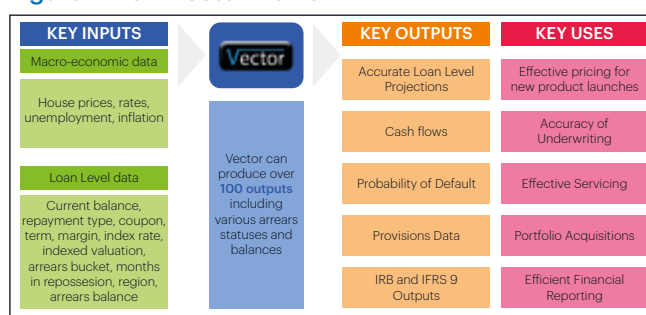 KEY INPUTS
Macro-economic data
House prices, rates,
unemployment, inflation
Loan Level data
Current balance,
repayment type, coupon,
term, margin, index rate,
indexed valuation,
arrears bucket, months
in repossesion, region,
arrears balance
Vector
Vector can
produce over
100 outputs
including
various arrears
statuses and
balances
KEY OUTPUTS
Accurate Loan Level
Projections
Cash flows
Probability of Default
Provisions Data
IRB and IFRS 9
Outputs
KEY USES
Effective pricing for
new product launches
Accuracy of
Underwriting
Effective Servicing
Portfolio Acquisitions
Efficient Financial
Reporting